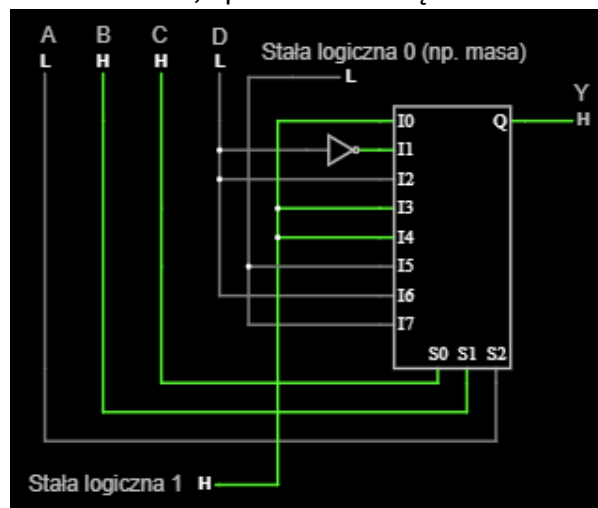 A B C D
L H H L
Stała logiczna 0 (np. masa)
L
Y
I0 Q H
I1
I2
I3
I4
I5
I6
I7
S0 S1 S2
Stała logiczna 1 H